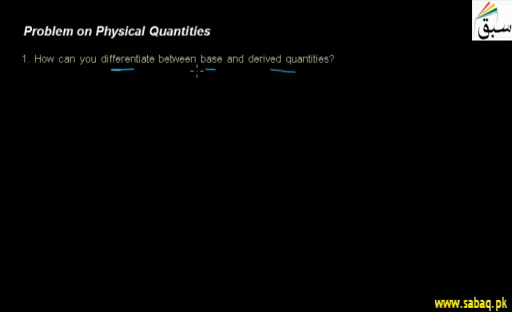 Problem on Physical Quantities
سبق
1. How can you differentiate between base and derived quantities?
www.sabaq.pk